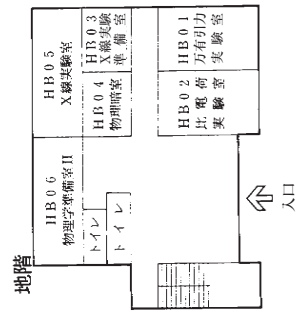 地階
HB06
物理学準備室II
トイレ
トイレ
HB05
X線実験室
HB04
物理暗室
HB03
X線実験
準備室
HB02
比電荷
実験室
HB01
万有引力
実験室
入口